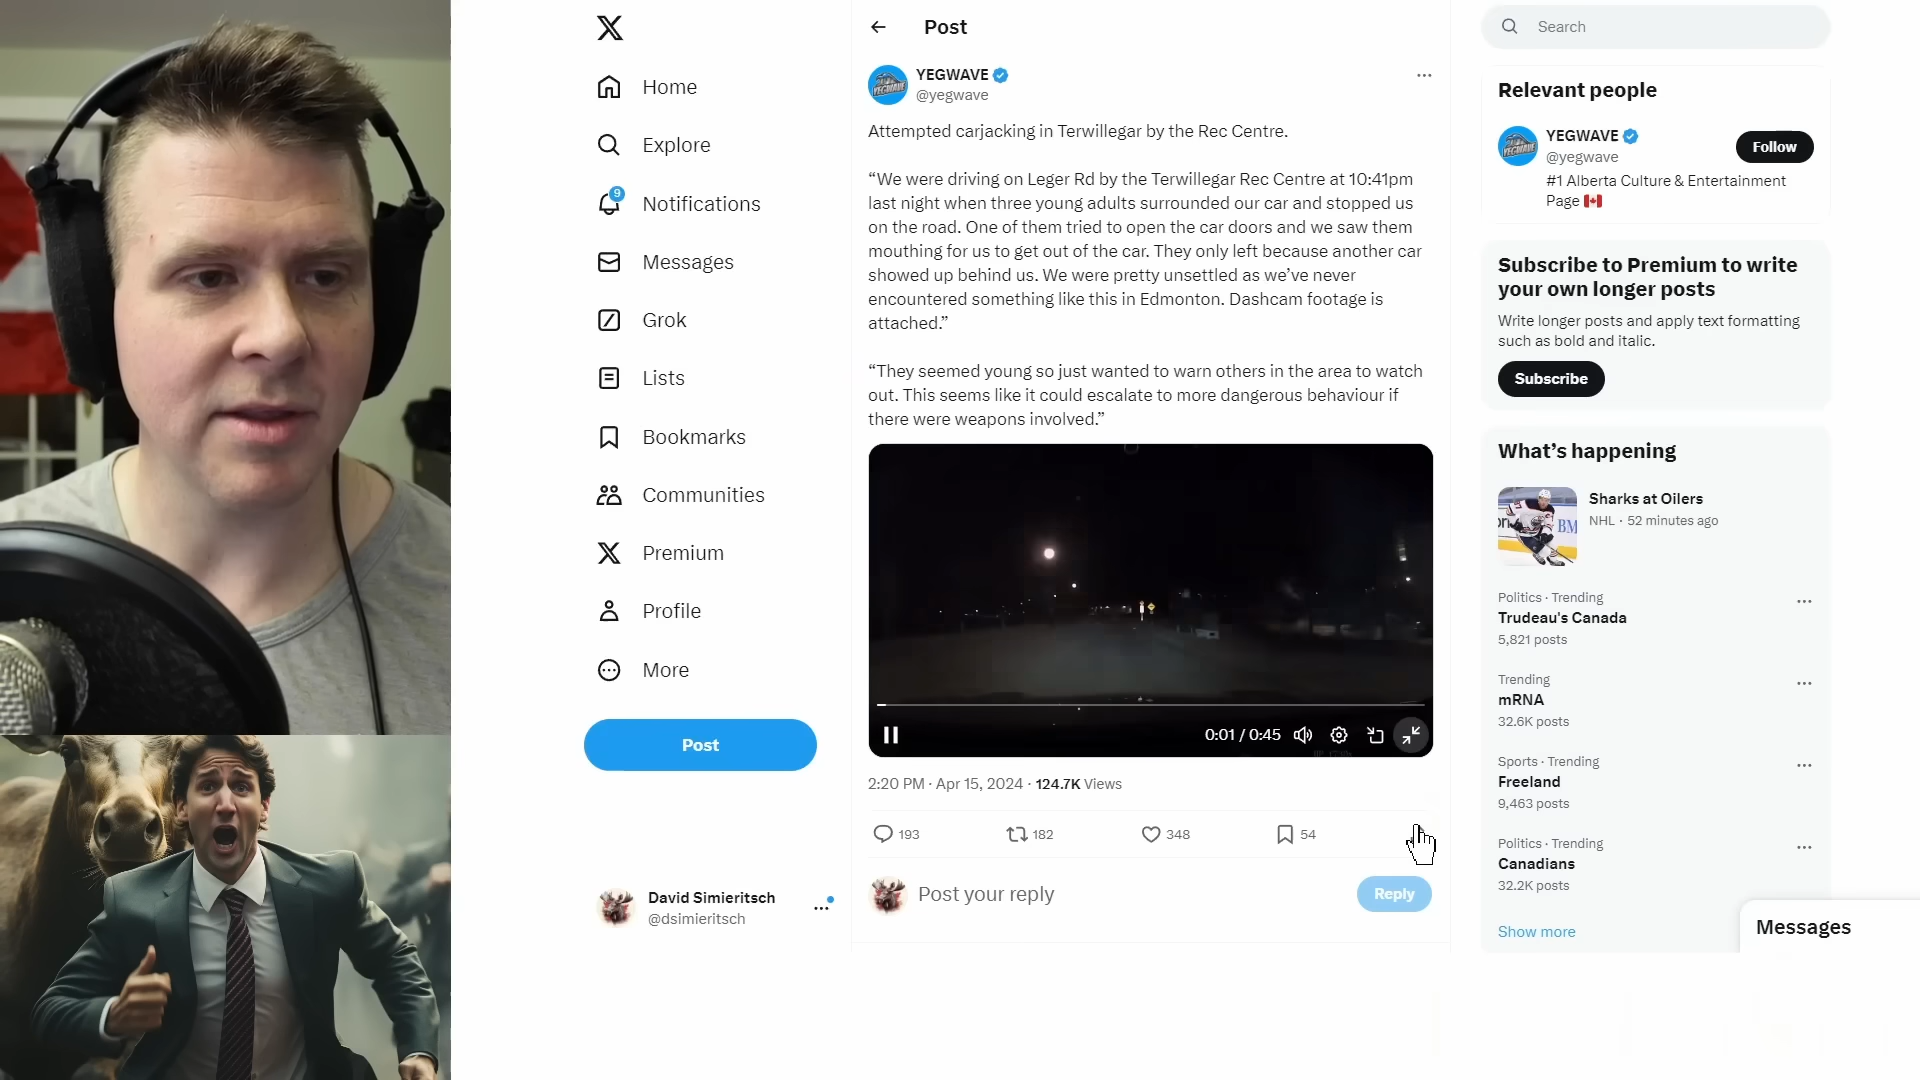 Home
Explore
9
Notifications
Messages
Grok
Lists
Bookmarks
Communities
Premium
Profile
More
Post
David Simieritsch
@dsimieritsch
Post
YEGWAVE
@yegwave
Attempted carjacking in Terwillegar by the Rec Centre.
“We were driving on Leger Rd by the Terwillegar Rec Centre at 10:41pm
last night when three young adults surrounded our car and stopped us
on the road. One of them tried to open the car doors and we saw them
mouthing for us to get out of the car. They only left because another car
showed up behind us. We were pretty unsettled as we’ve never
encountered something like this in Edmonton. Dashcam footage is
attached.”
“They seemed young so just wanted to warn others in the area to watch
out. This seems like it could escalate to more dangerous behaviour if
there were weapons involved.”
0:01 / 0:45
2:20 PM · Apr 15, 2024 · 124.7K Views
193
182
348
54
Post your reply
Reply
Search
Relevant people
YEGWAVE
@yegwave
Follow
#1 Alberta Culture & Entertainment
Page
Subscribe to Premium to write
your own longer posts
Write longer posts and apply text formatting
such as bold and italic.
Subscribe
What’s happening
Sharks at Oilers
NHL · 52 minutes ago
Politics · Trending
Trudeau's Canada
5,821 posts
Trending
mRNA
32.6K posts
Sports · Trending
Freeland
9,463 posts
Politics · Trending
Canadians
32.2K posts
Show more
Messages